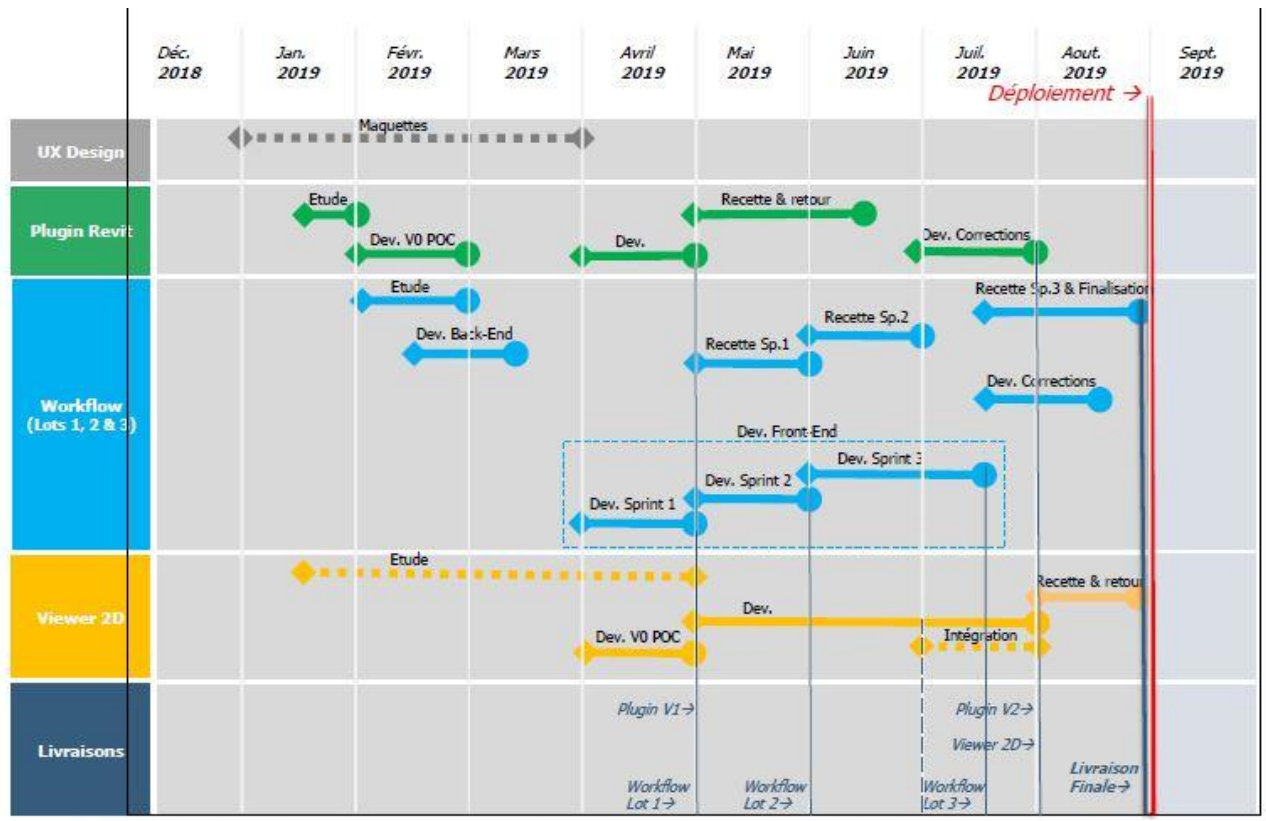 Déc.
2018
Jan.
2019
Févr.
2019
Mars
2019
Avril
2019
Mai
2019
Juin
2019
Juil.
2019
Aout.
2019
Sept.
2019
Déploiement →
UX Design
Maquettes
Plugin Revit
Etude
Recette & retour
Dev. V0 POC
Dev.
Dev. Corrections
Workflow
(Lots 1, 2 & 3)
Etude
Recette Sp.3 & Finalisation
Dev. Back-End
Recette Sp.2
Recette Sp.1
Dev. Corrections
Dev. Front-End
Dev. Sprint 3
Dev. Sprint 2
Dev. Sprint 1
Viewer 2D
Etude
Recette & retour
Dev.
Dev. V0 POC
Intégration
Livraisons
Plugin V1→
Plugin V2→
Viewer 2D→
Livraison
Finale→
Workflow
Lot 1→
Workflow
Lot 2→
Workflow
Lot 3→